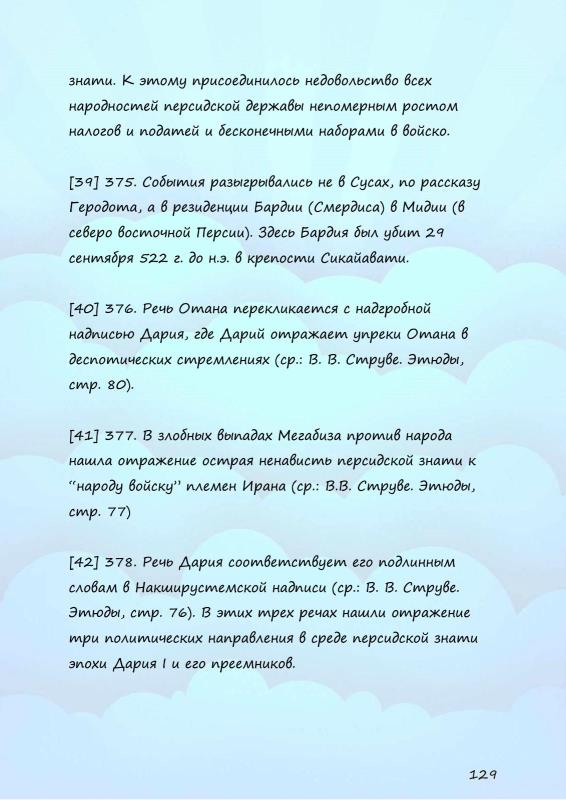 знати. К этому присоединилось недовольство всех
народностей персидской державы непомерным ростом
налогов и податей и бесконечными наборами в войско.
[39] 375. События разыгрывались не в Сусах, по рассказу
Геродота, а в резиденции Бардии (Смердиса) в Мидии (в
северо восточной Персии). Здесь Бардия был убит 29
сентября 522 г. до н.э. в крепости Сикайавати.
[40] 376. Речь Отана перекликается с надгробной
надписью Дария, где Дарий отражает упреки Отана в
деспотических стремлениях (ср.: В. В. Струве. Этюды,
стр. 80).
[41] 377. В злобных выпадах Мегабиза против народа
нашла отражение острая ненависть персидской знати к
“народу войску” племен Ирана (ср.: В.В. Струве. Этюды,
стр. 77)
[42] 378. Речь Дария соответствует его подлинным
словам в Накширустемской надписи (ср.: В. В. Струве.
Этюды, стр. 76). В этих трех речах нашли отражение
три политических направления в среде персидской знати
эпохи Дария I и его преемников.
129